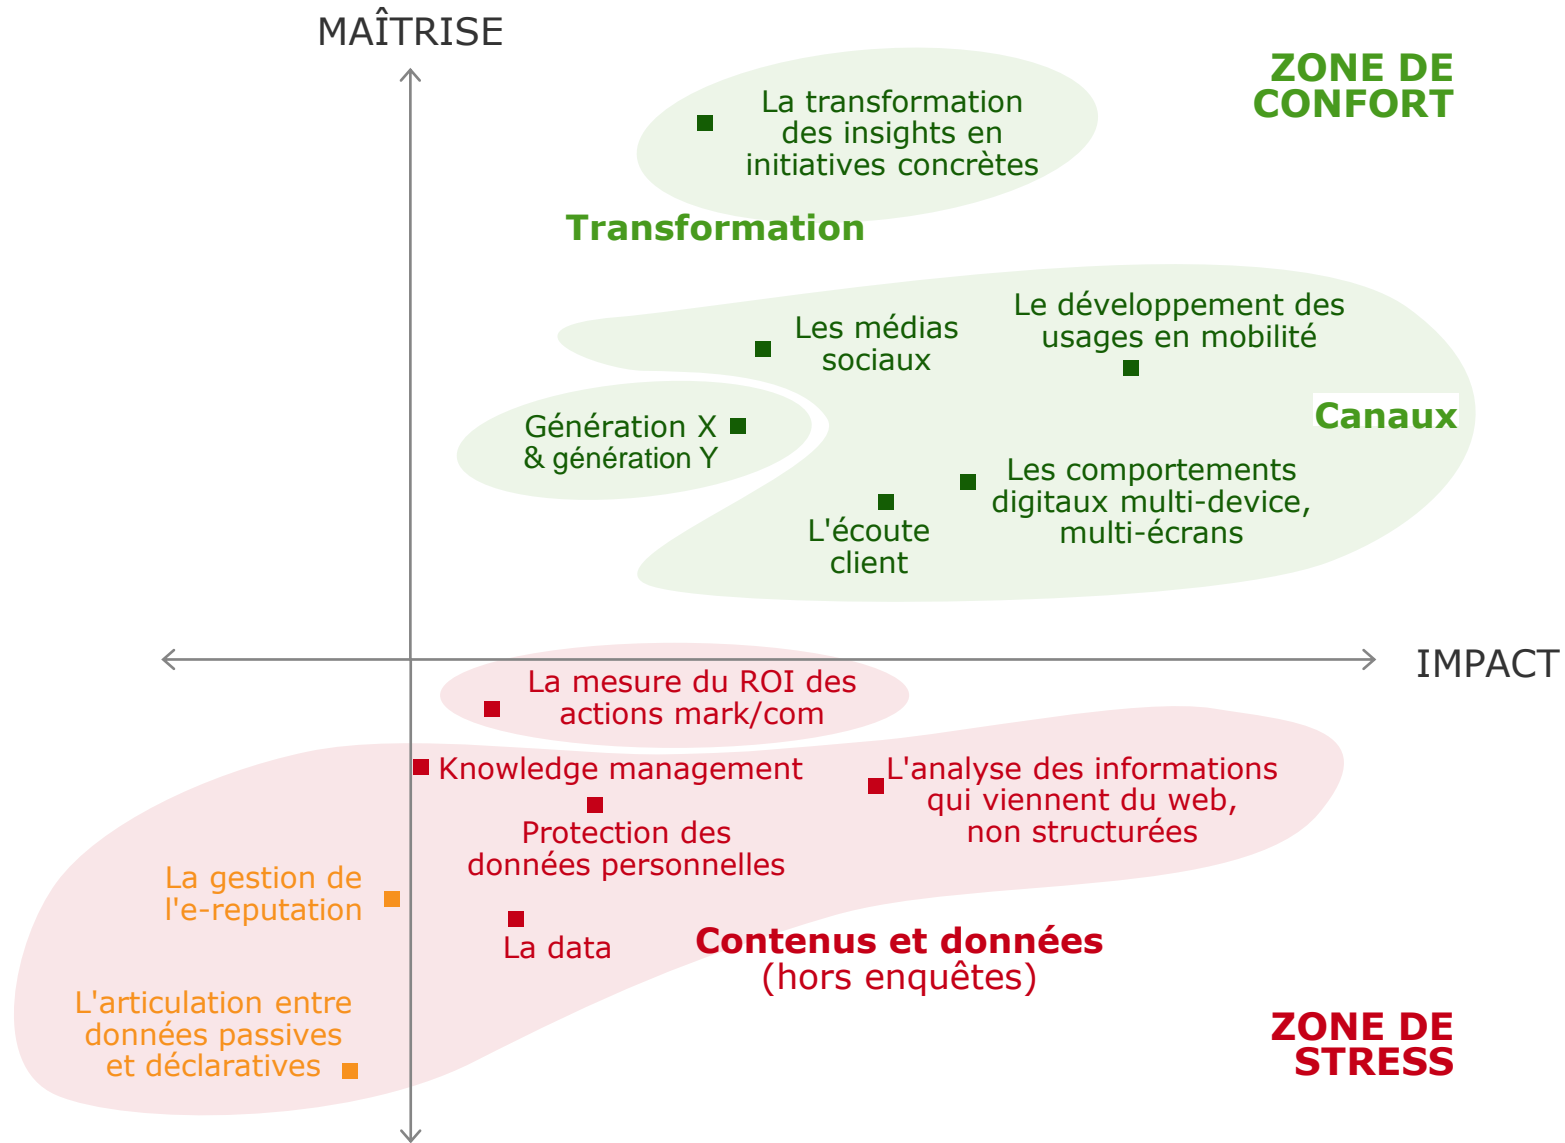 MAÎTRISE
ZONE DE
CONFORT
La transformation
des insights en
initiatives concrètes
Transformation
Les médias
sociaux
Le développement des
usages en mobilité
Canaux
Génération X
& génération Y
Les comportements
digitaux multi-device,
multi-écrans
L'écoute
client
IMPACT
La mesure du ROI des
actions mark/com
Knowledge management
L'analyse des informations
qui viennent du web,
non structurées
Protection des
données personnelles
La gestion de
l'e-reputation
La data
Contenus et données
(hors enquêtes)
L'articulation entre
données passives
et déclaratives
ZONE DE
STRESS